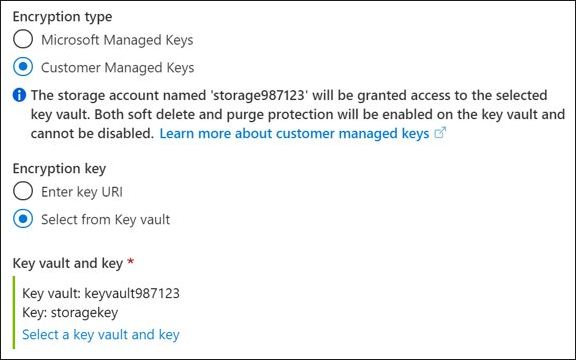 Encryption type
Microsoft Managed Keys
Customer Managed Keys
The storage account named 'storage987123' will be granted access to the selected
key vault. Both soft delete and purge protection will be enabled on the key vault and
cannot be disabled. Learn more about customer managed keys
Encryption key
Enter key URI
Select from Key vault
Key vault and key *
Key vault: keyvault987123
Key: storagekey
Select a key vault and key